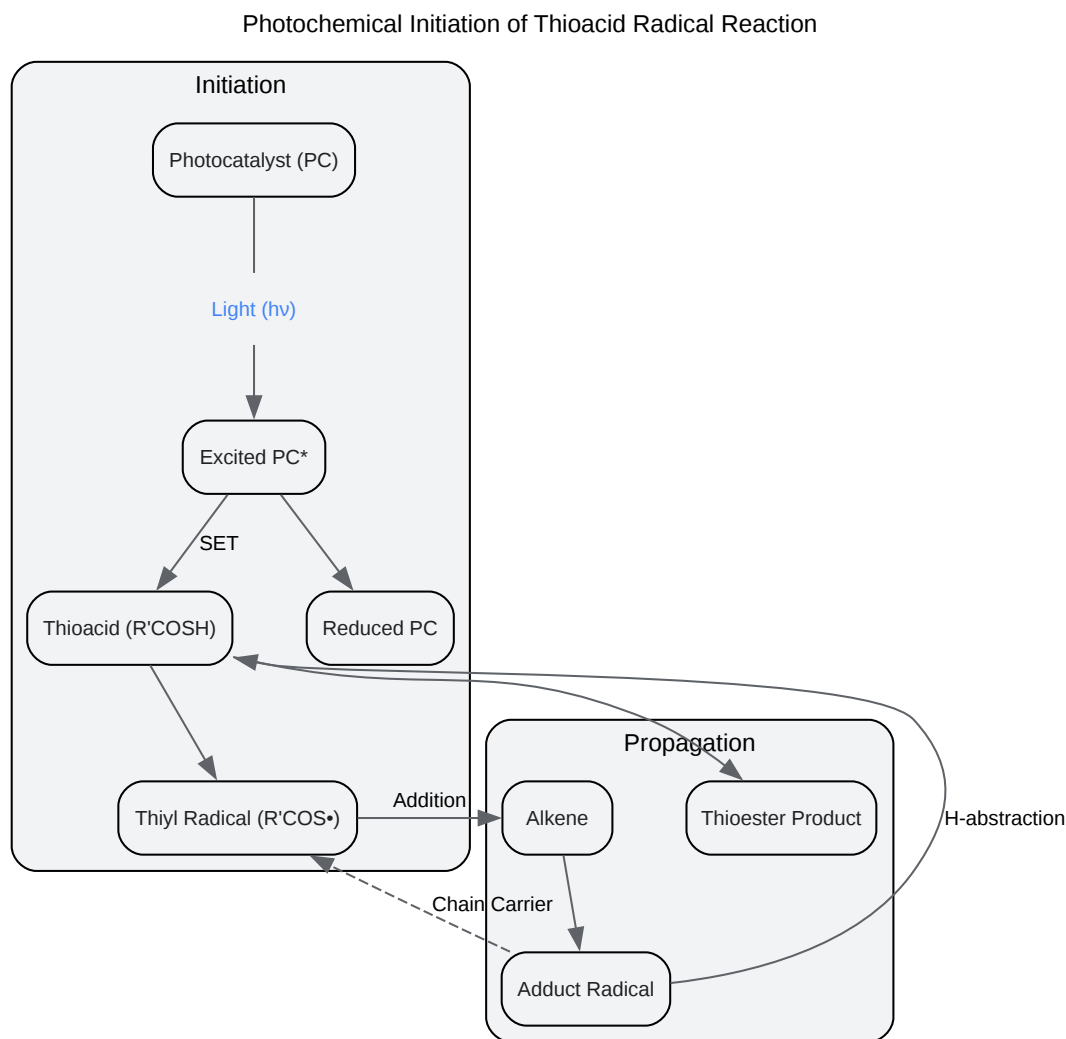 Photochemical Initiation of Thioacid Radical Reaction
Initiation
Photocatalyst (PC)
Light (hν)
Excited PC*
SET
Thioacid (R'COSH)
Reduced PC
Propagation
Thiyl Radical (R'COS•)
Addition
Alkene
Thioester Product
H-abstraction
Chain Carrier
Adduct Radical